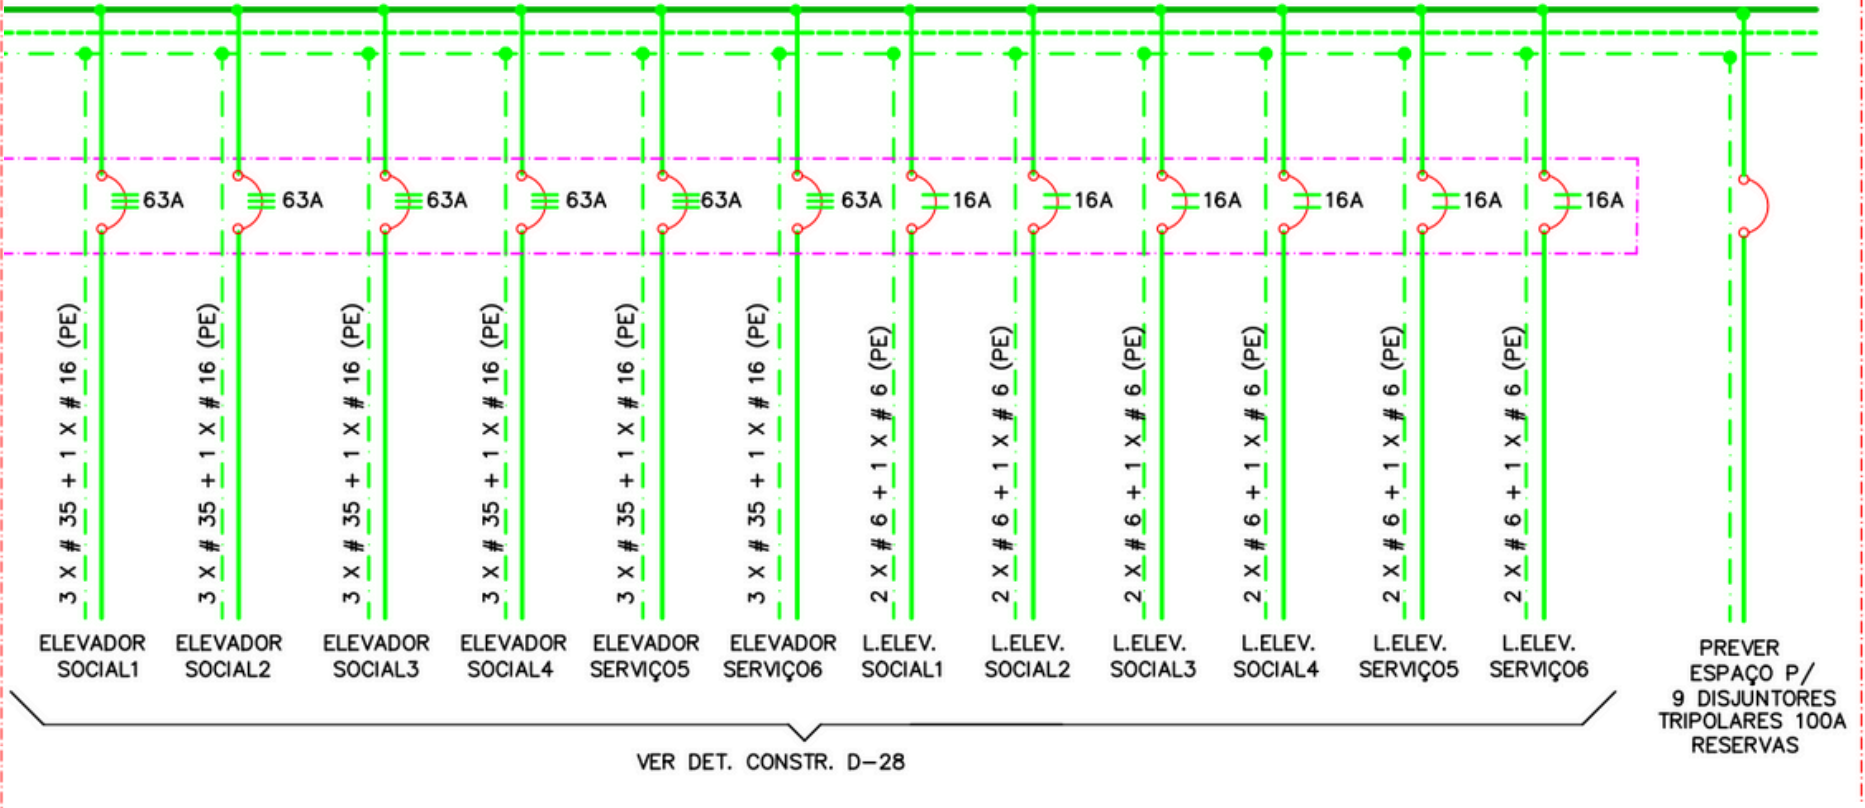 63A
63A
63A
63A
63A
63A
16A
16A
16A
16A
16A
16A
3 X # 35 + 1 X # 16 (PE)
3 X # 35 + 1 X # 16 (PE)
3 X # 35 + 1 X # 16 (PE)
3 X # 35 + 1 X # 16 (PE)
3 X # 35 + 1 X # 16 (PE)
3 X # 35 + 1 X # 16 (PE)
2 X # 6 + 1 X # 6 (PE)
2 X # 6 + 1 X # 6 (PE)
2 X # 6 + 1 X # 6 (PE)
2 X # 6 + 1 X # 6 (PE)
2 X # 6 + 1 X # 6 (PE)
2 X # 6 + 1 X # 6 (PE)
ELEVADOR
SOCIAL1
ELEVADOR
SOCIAL2
ELEVADOR
SOCIAL3
ELEVADOR
SOCIAL4
ELEVADOR
SERVIÇO5
ELEVADOR
SERVIÇO6
L.ELEV.
SOCIAL1
L.ELEV.
SOCIAL2
L.ELEV.
SOCIAL3
L.ELEV.
SOCIAL4
L.ELEV.
SERVIÇO5
L.ELEV.
SERVIÇO6
PREVER
ESPAÇO P/
9 DISJUNTORES
TRIPOLARES 100A
RESERVAS
VER DET. CONSTR. D-28